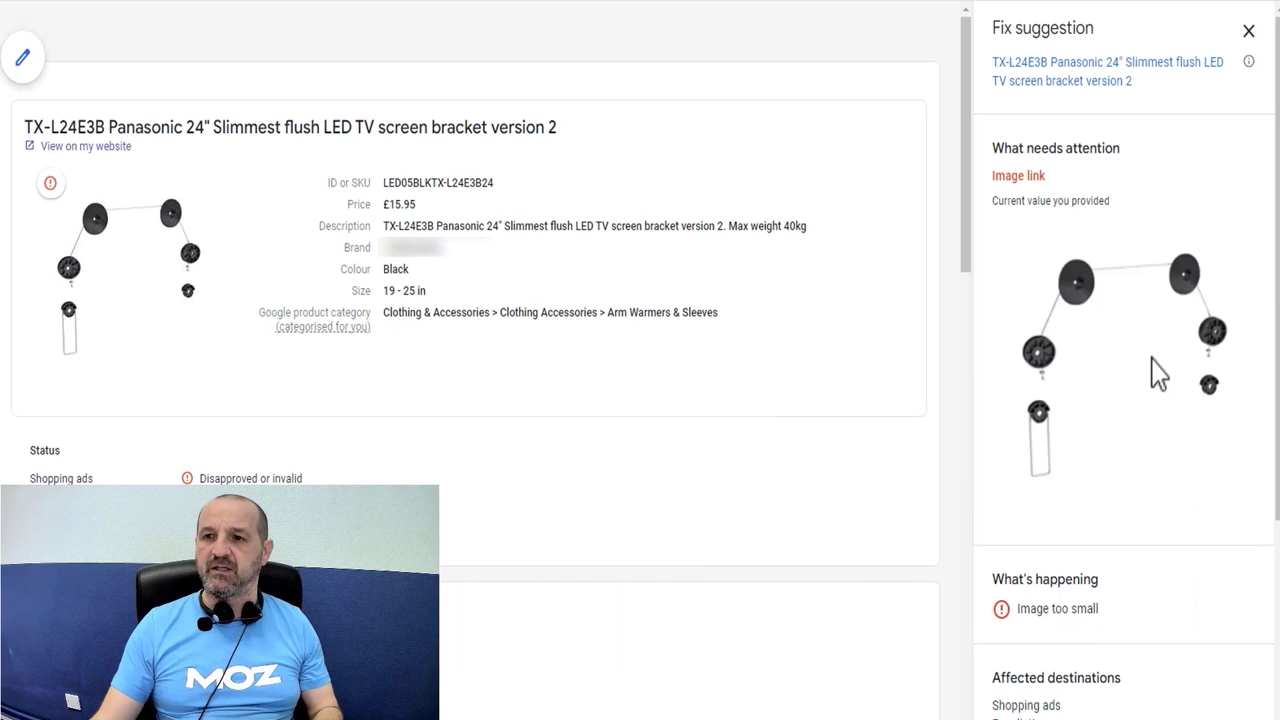 TX-L24E3B Panasonic 24" Slimmest flush LED TV screen bracket version 2
View on my website
ID or SKU LED05BLKTX-L24E3B24
Price £15.95
Description TX-L24E3B Panasonic 24" Slimmest flush LED TV screen bracket version 2. Max weight 40kg
Brand
Colour Black
Size 19 - 25 in
Google product category Clothing & Accessories > Clothing Accessories > Arm Warmers & Sleeves
(categorised for you)
Status
Shopping ads Disapproved or invalid
MOZ
Fix suggestion
TX-L24E3B Panasonic 24" Slimmest flush LED
TV screen bracket version 2
What needs attention
Image link
Current value you provided
What's happening
Image too small
Affected destinations
Shopping ads